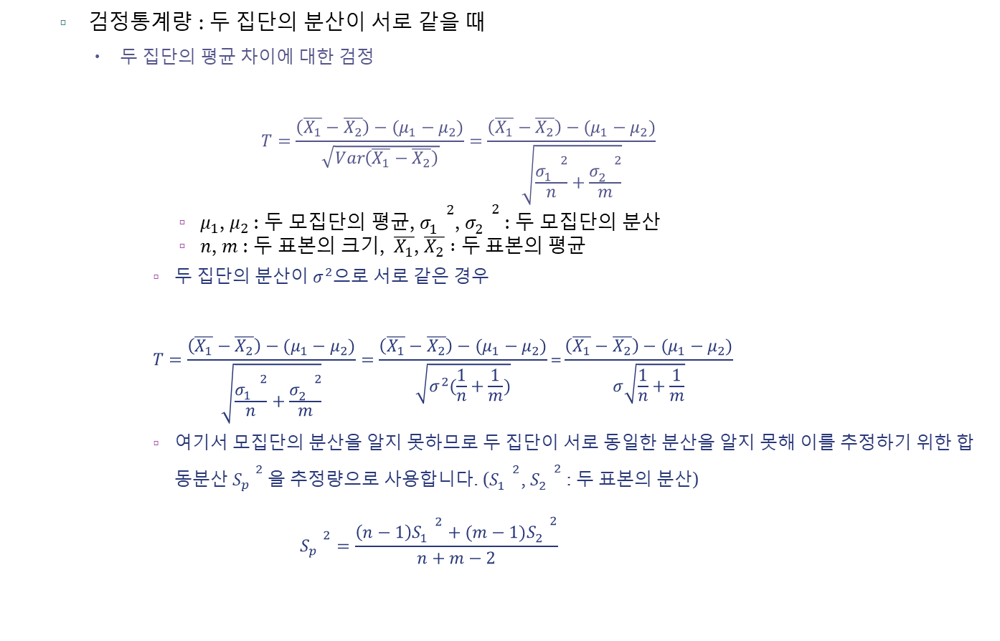 ▫ 검정통계량 : 두 집단의 분산이 서로 같을 때
• 두 집단의 평균 차이에 대한 검정
$T = \frac{(\overline{X_1} - \overline{X_2}) - (\mu_1 - \mu_2)}{\sqrt{Var(\overline{X_1} - \overline{X_2})}} = \frac{(\overline{X_1} - \overline{X_2}) - (\mu_1 - \mu_2)}{\sqrt{\frac{{\sigma_1}^2}{n} + \frac{{\sigma_2}^2}{m}}}$
▫ $\mu_1, \mu_2$ : 두 모집단의 평균, ${\sigma_1}^2, {\sigma_2}^2$ : 두 모집단의 분산
▫ $n, m$ : 두 표본의 크기, $\overline{X_1}, \overline{X_2}$ : 두 표본의 평균
▫ 두 집단의 분산이 $\sigma^2$으로 서로 같은 경우
$T = \frac{(\overline{X_1} - \overline{X_2}) - (\mu_1 - \mu_2)}{\sqrt{\frac{{\sigma_1}^2}{n} + \frac{{\sigma_2}^2}{m}}} = \frac{(\overline{X_1} - \overline{X_2}) - (\mu_1 - \mu_2)}{\sqrt{\sigma^2(\frac{1}{n} + \frac{1}{m})}} = \frac{(\overline{X_1} - \overline{X_2}) - (\mu_1 - \mu_2)}{\sigma\sqrt{\frac{1}{n} + \frac{1}{m}}}$
▫ 여기서 모집단의 분산을 알지 못하므로 두 집단이 서로 동일한 분산을 알지 못해 이를 추정하기 위한 합
동분산 ${S_p}^2$ 을 추정량으로 사용합니다. (${S_1}^2, {S_2}^2$ : 두 표본의 분산)
${S_p}^2 = \frac{(n-1){S_1}^2 + (m-1){S_2}^2}{n+m-2}$